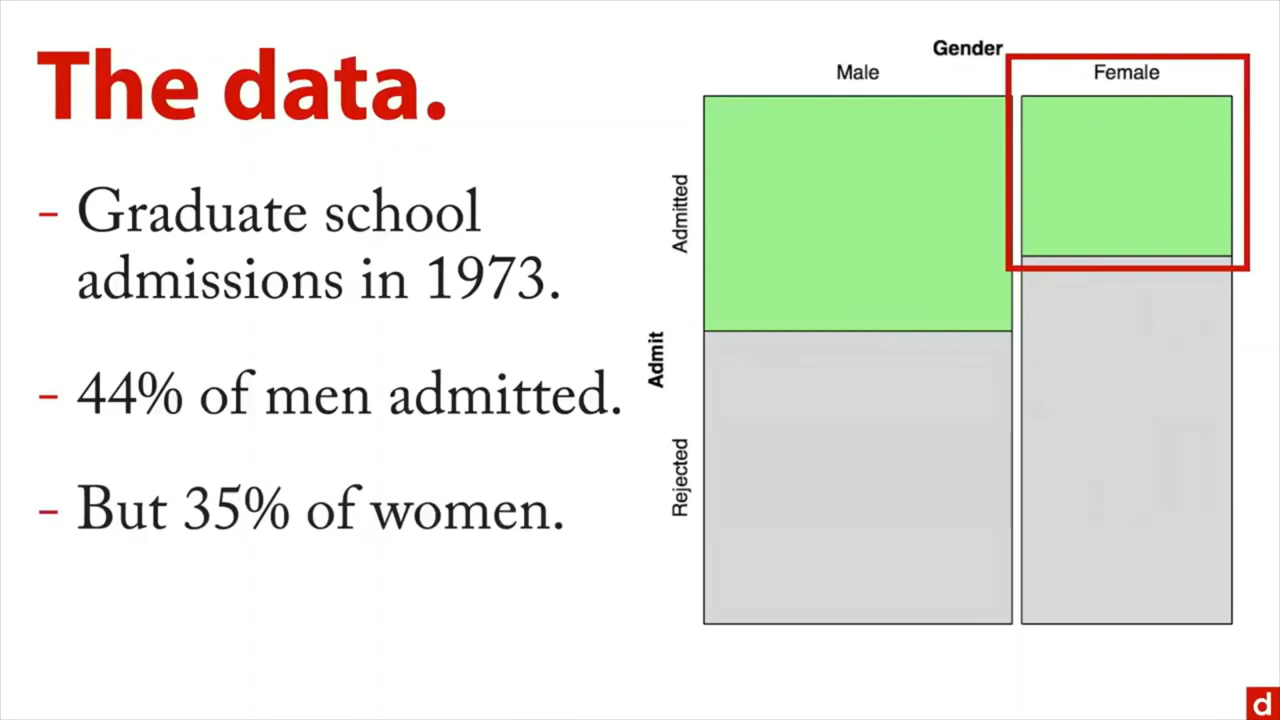 The data.
- Graduate school
admissions in 1973.
- 44% of men admitted.
- But 35% of women.
Gender
Male
Female
Admit
Admitted
Rejected
d